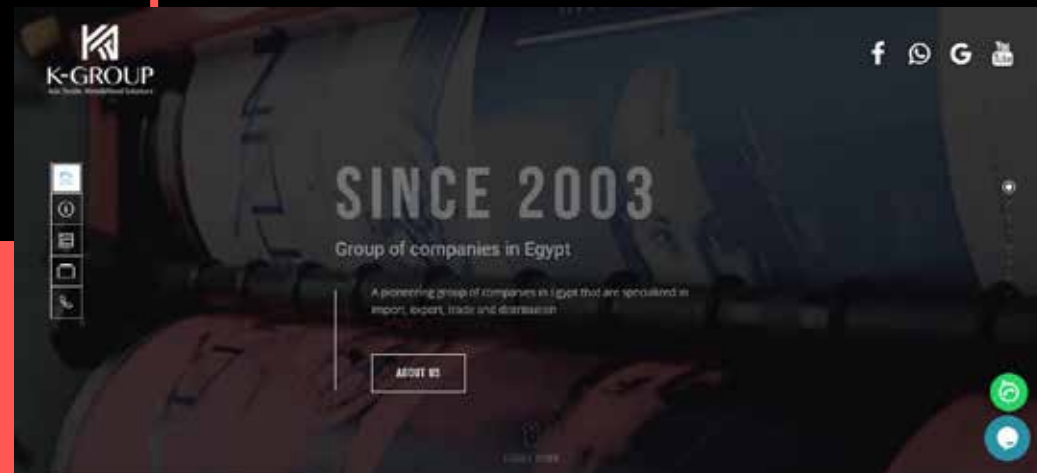 K-GROUP
SINCE 2003
Group of companies in Egypt
A pioneering group of companies in Egypt that are specialized in
import, export, trade and distribution
ABOUT US